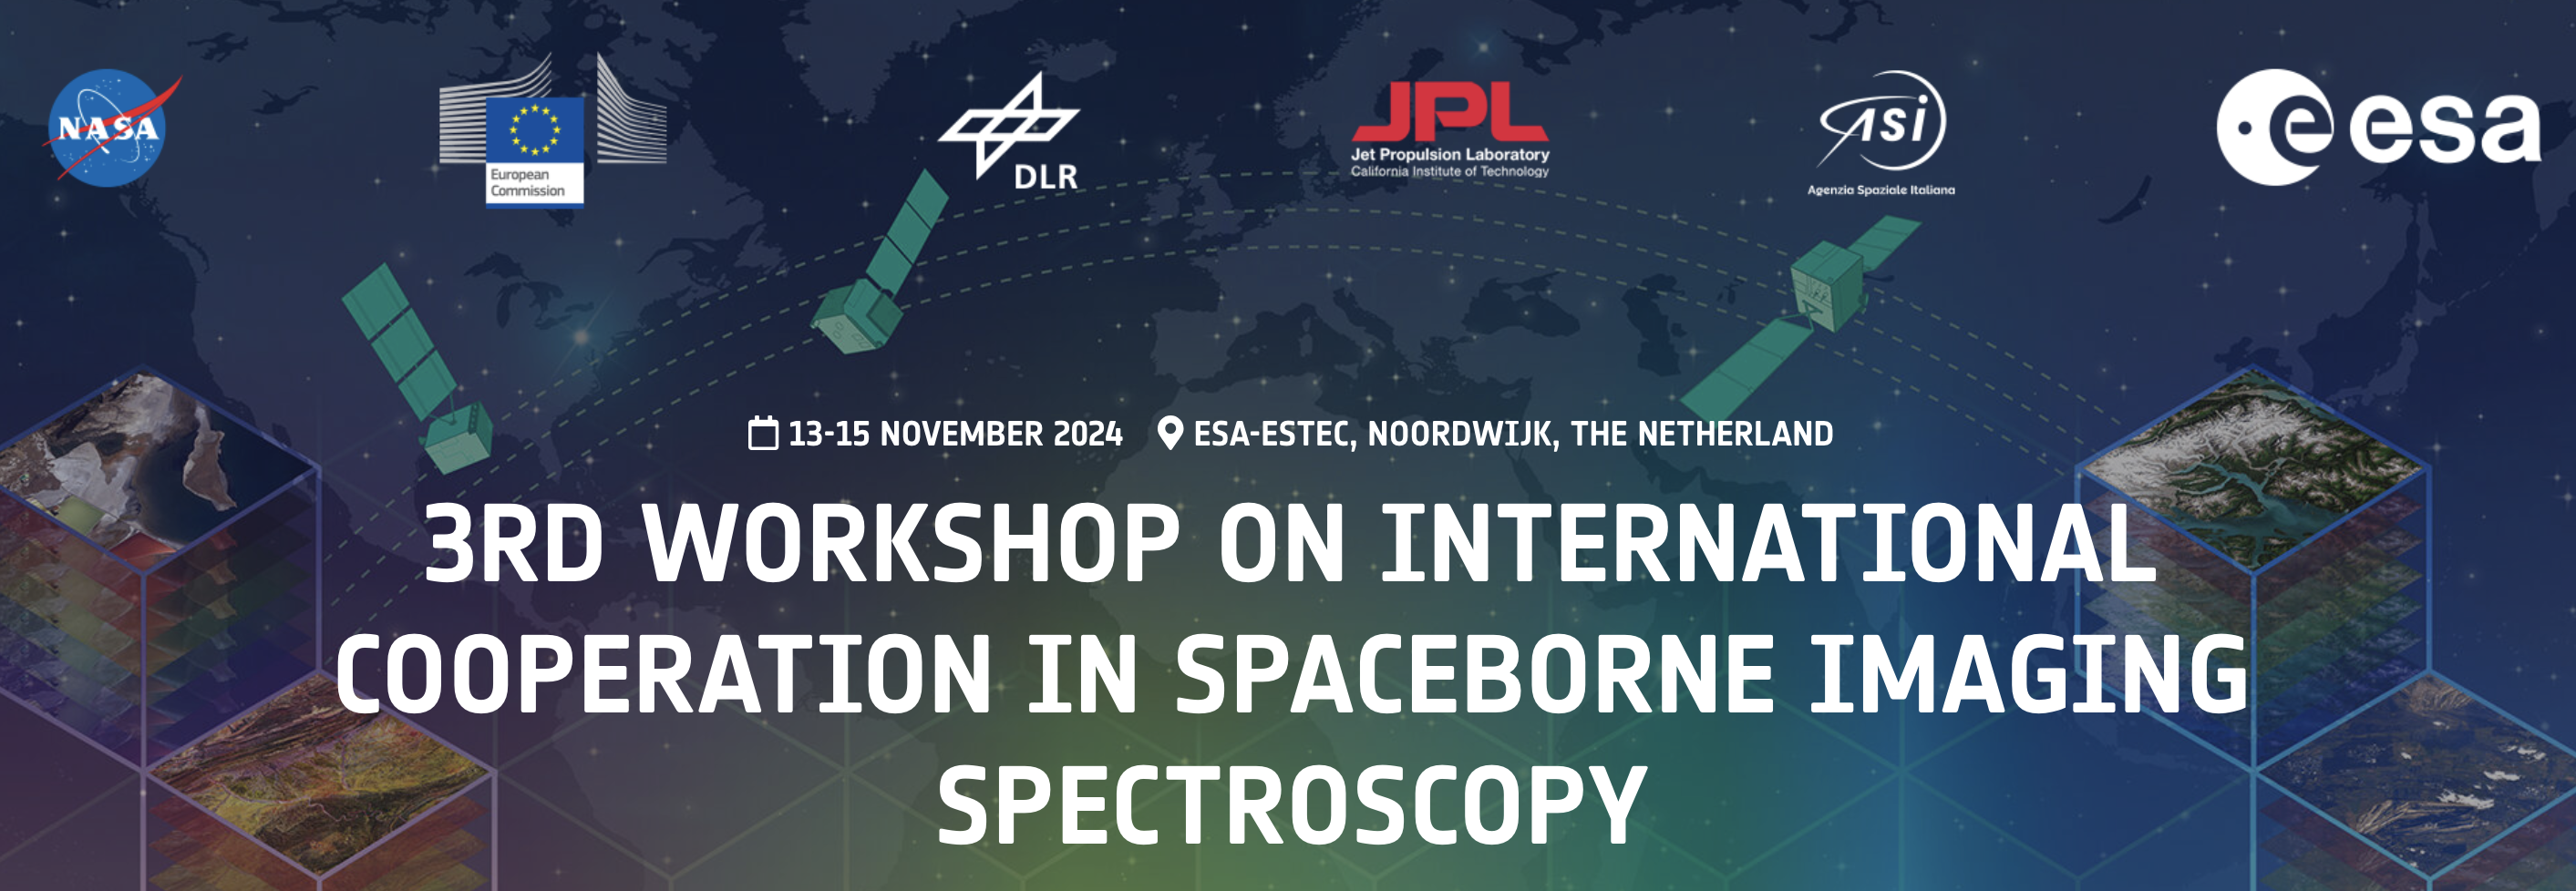 NASA
European
Commission
DLR
JPL
Jet Propulsion Laboratory
California Institute of Technology
asi
Agenzia Spaziale Italiana
esa
13-15 NOVEMBER 2024 ESA-ESTEC, NOORDWIJK, THE NETHERLAND
3RD WORKSHOP ON INTERNATIONAL
COOPERATION IN SPACEBORNE IMAGING
SPECTROSCOPY